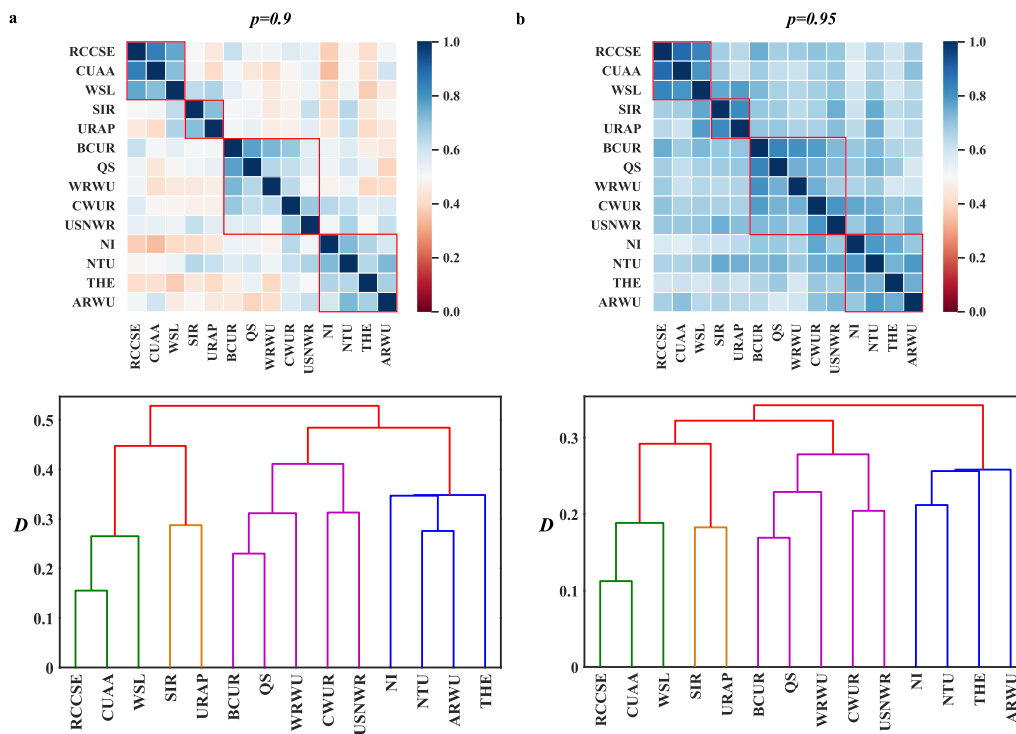 a
p=0.9
RCCSE
CUAA
WSL
SIR
URAP
BCUR
QS
WRWU
CWUR
USNWR
NI
NTU
THE
ARWU
RCCSE CUAA WSL SIR URAP BCUR QS WRWU CWUR USNWR NI NTU THE ARWU
1.0
0.8
0.6
0.4
0.2
0.0
b
p=0.95
RCCSE
CUAA
WSL
SIR
URAP
BCUR
QS
WRWU
CWUR
USNWR
NI
NTU
THE
ARWU
RCCSE CUAA WSL SIR URAP BCUR QS WRWU CWUR USNWR NI NTU THE ARWU
1.0
0.8
0.6
0.4
0.2
0.0
D
0.5
0.4
0.3
0.2
0.1
0
RCCSE CUAA WSL SIR URAP BCUR QS WRWU CWUR USNWR NI NTU ARWU THE
D
0.3
0.2
0.1
0
RCCSE CUAA WSL SIR URAP BCUR QS WRWU CWUR USNWR NI NTU THE ARWU